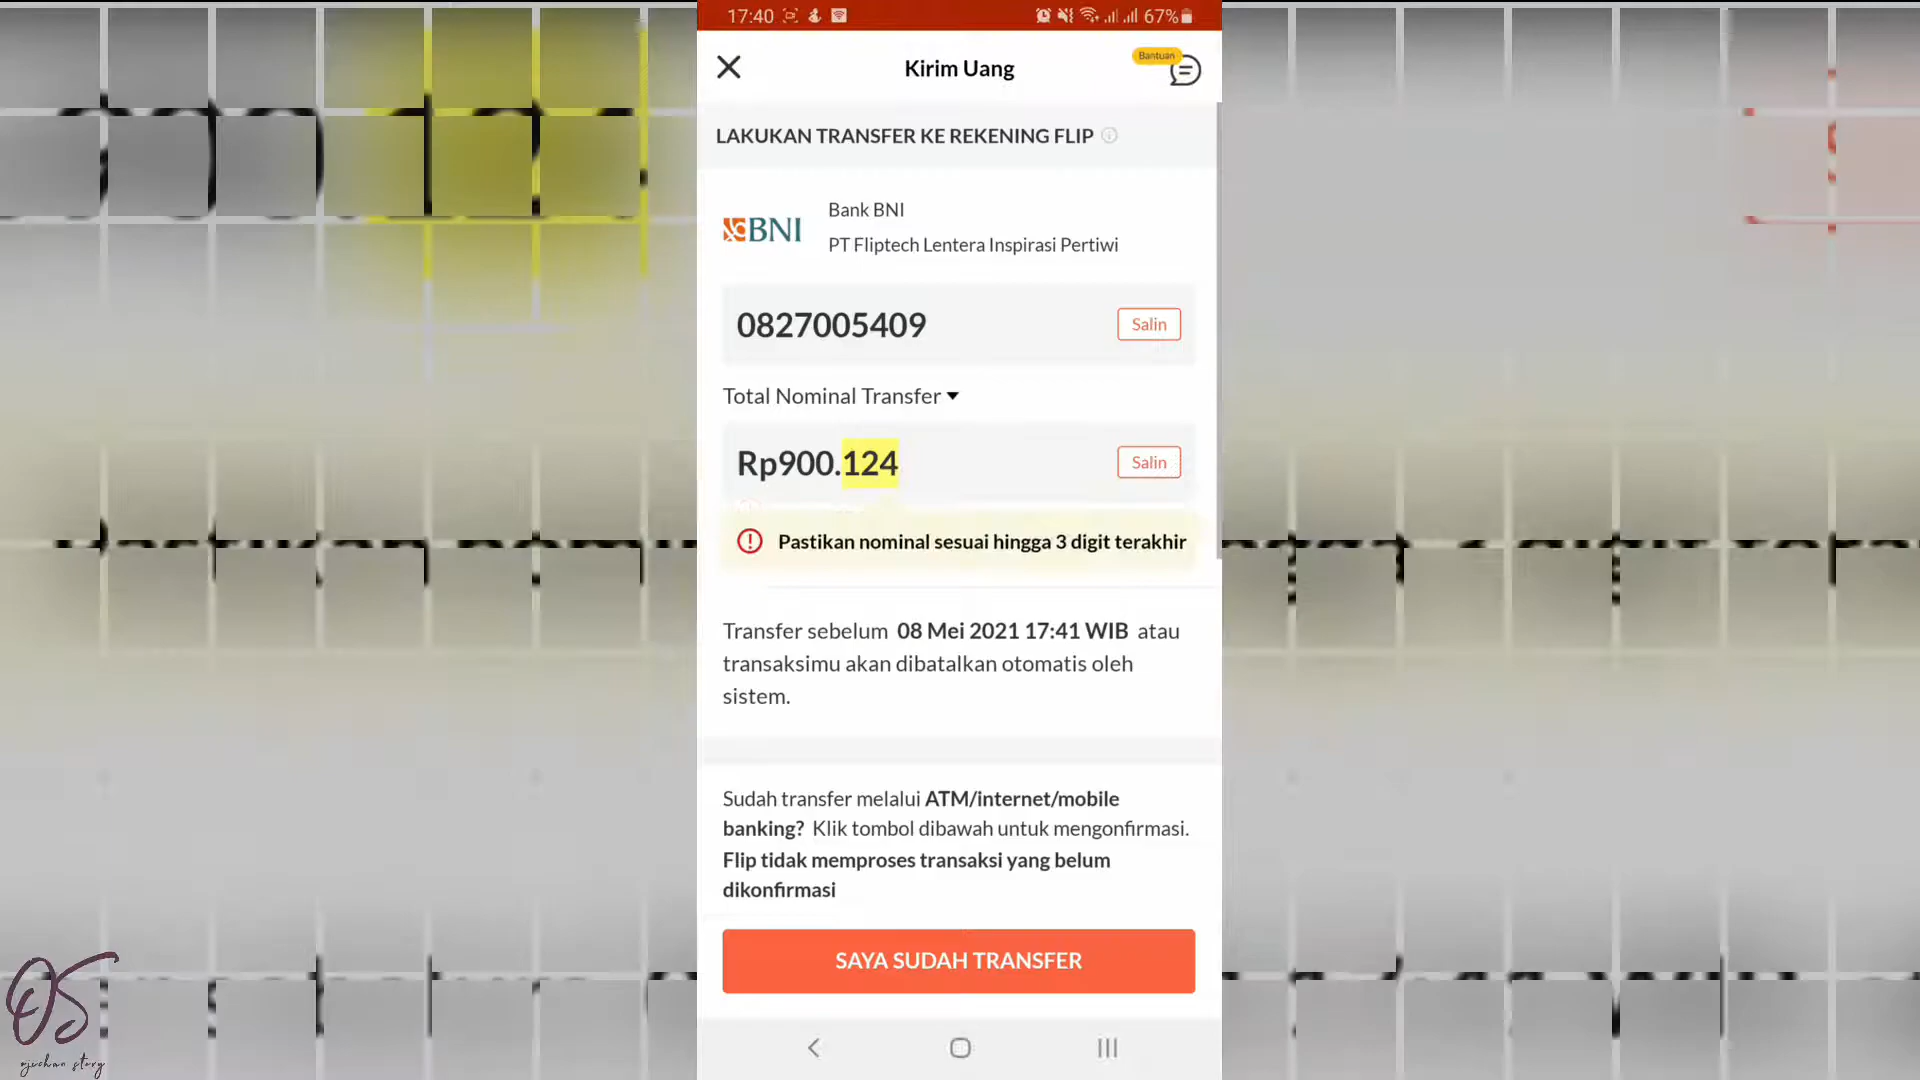 17:40
67%
Kirim Uang
Bantuan
LAKUKAN TRANSFER KE REKENING FLIP
BNI
Bank BNI
PT Fliptech Lentera Inspirasi Pertiwi
0827005409
Salin
Total Nominal Transfer
Rp900.124
Salin
Pastikan nominal sesuai hingga 3 digit terakhir
Transfer sebelum 08 Mei 2021 17:41 WIB atau
transaksimu akan dibatalkan otomatis oleh
sistem.
Sudah transfer melalui ATM/internet/mobile
banking? Klik tombol dibawah untuk mengonfirmasi.
Flip tidak memproses transaksi yang belum
dikonfirmasi
SAYA SUDAH TRANSFER
OS
ojuchan story